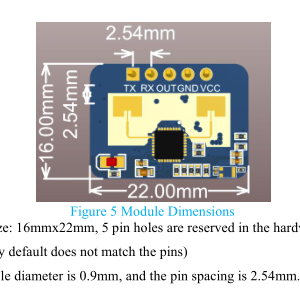 2.54mm
TX RX OUT GND VCC
16.00mm
2.54mm
22.00mm
Figure 5 Module Dimensions
ze: 16mmx22mm, 5 pin holes are reserved in the hardw
y default does not match the pins)
le diameter is 0.9mm, and the pin spacing is 2.54mm.